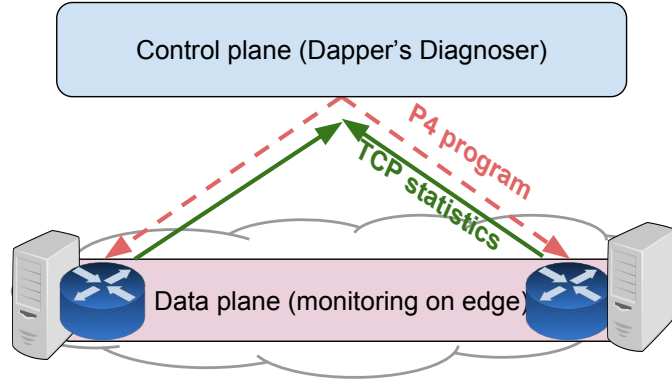 Control plane (Dapper's Diagnoser)
P4 program
TCP statistics
Data plane (monitoring on edge)